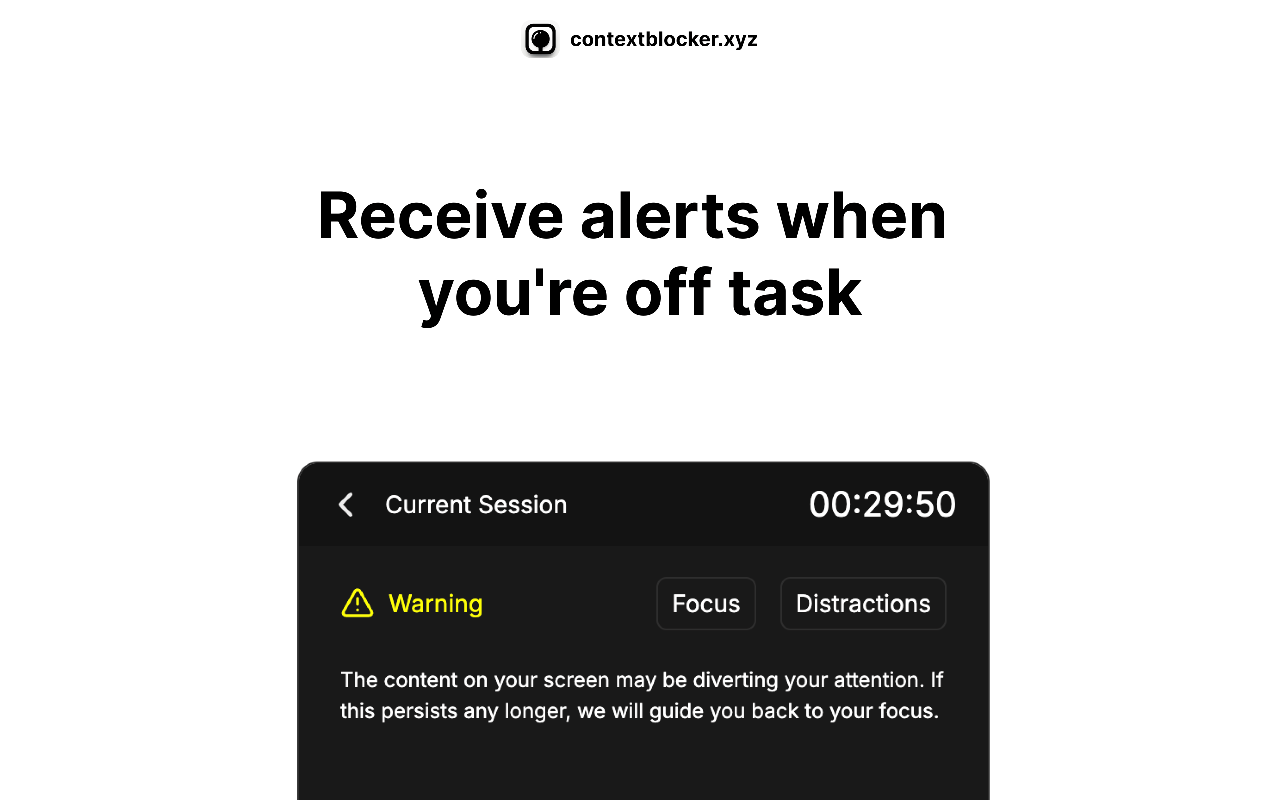 contextblocker.xyz
Receive alerts when
you're off task
Current Session
00:29:50
Warning
Focus
Distractions
The content on your screen may be diverting your attention. If
this persists any longer, we will guide you back to your focus.